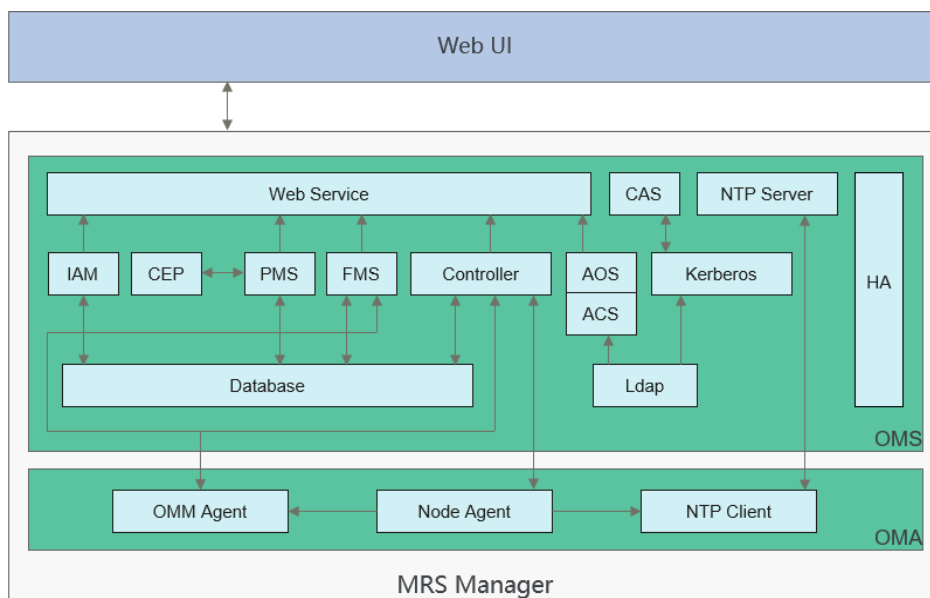 Web UI
Web Service
CAS
NTP Server
IAM
CEP
PMS
FMS
Controller
AOS
Kerberos
HA
ACS
Database
Ldap
OMS
OMM Agent
Node Agent
NTP Client
OMA
MRS Manager